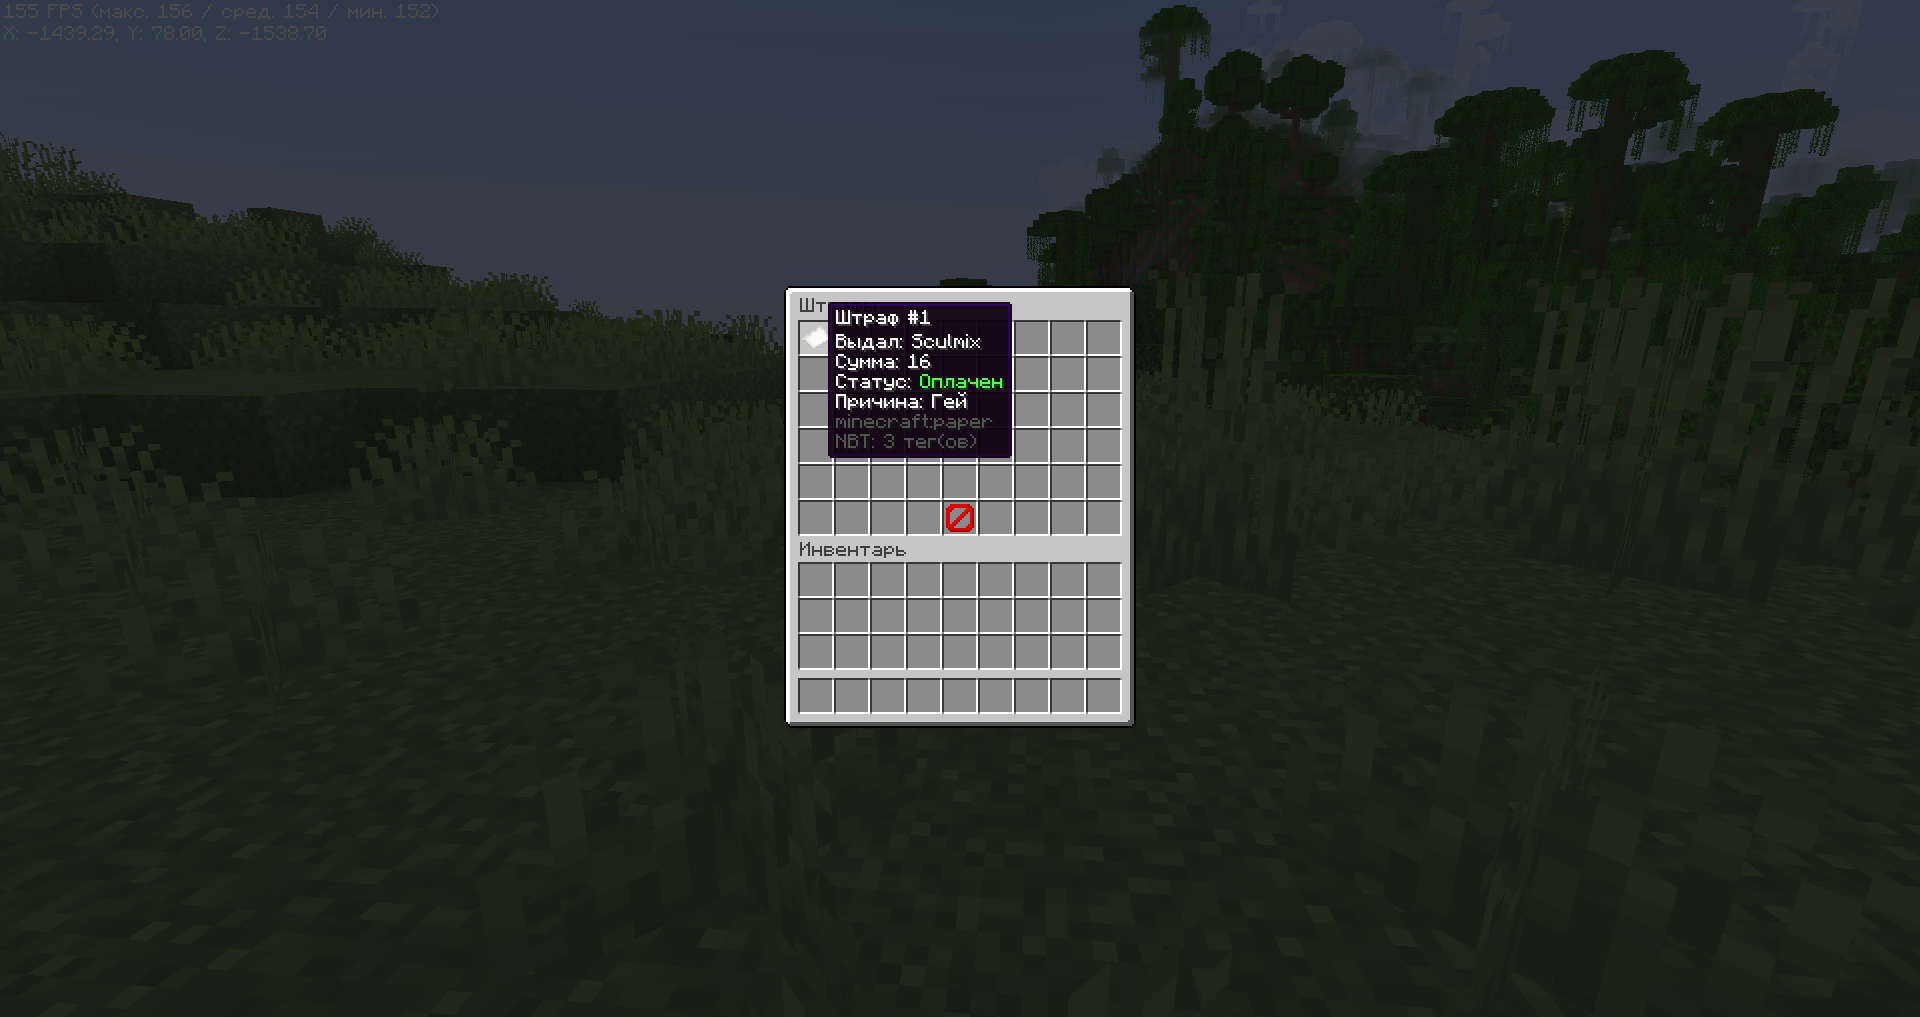 155 FPS (макс. 156 / сред. 154 / мин. 152)
X: -1439.29, Y: 78.00, Z: -1538.70
Шт
Штраф #1
Выдал: Sculmix
Сумма: 16
Статус: Оплачен
Причина: Гей
minecraft:paper
NBT: 3 тег(ов)
Инвентарь